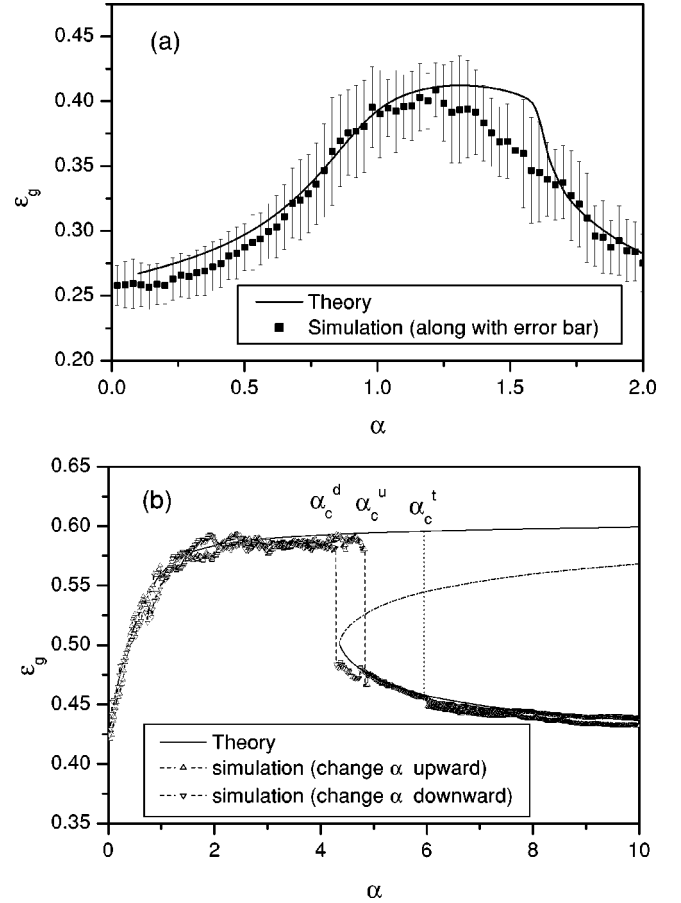 (a)
0.45
0.40
0.35
0.30
0.25
0.20
ε_g
Theory
Simulation (along with error bar)
0.0 0.5 1.0 1.5 2.0
α
(b)
α_c^d α_c^u α_c^t
0.65
0.60
0.55
0.50
0.45
0.40
0.35
ε_g
Theory
simulation (change α upward)
simulation (change α downward)
0 2 4 6 8 10
α